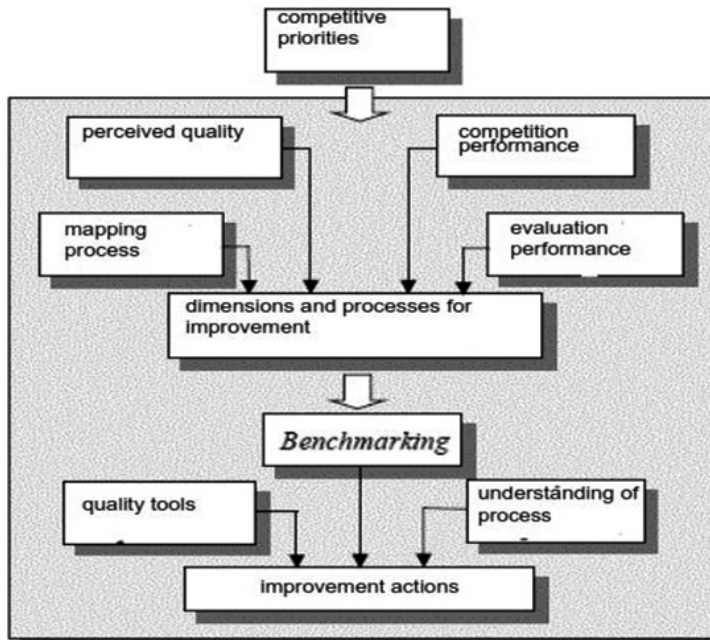 competitive
priorities
perceived quality
competition
performance
mapping
process
evaluation
performance
dimensions and processes for
improvement
Benchmarking
quality tools
understánding of
process
improvement actions